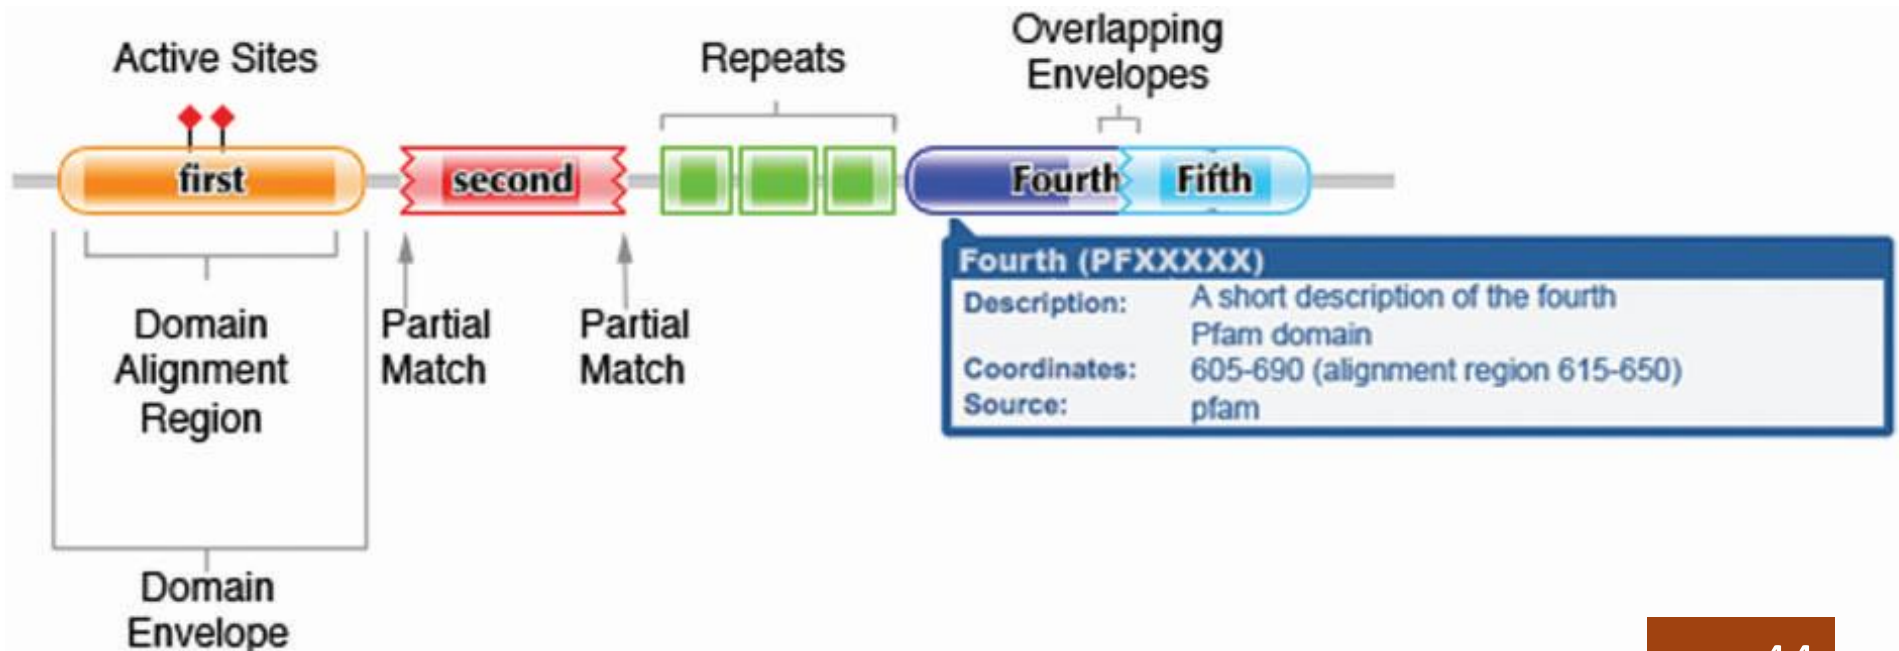 Active Sites
Repeats
Overlapping
Envelopes
first
second
Fourth
Fifth
Domain
Alignment
Region
Partial
Match
Partial
Match
Domain
Envelope
Fourth (PFXXXXX)
Description: A short description of the fourth
Pfam domain
Coordinates: 605-690 (alignment region 615-650)
Source: pfam